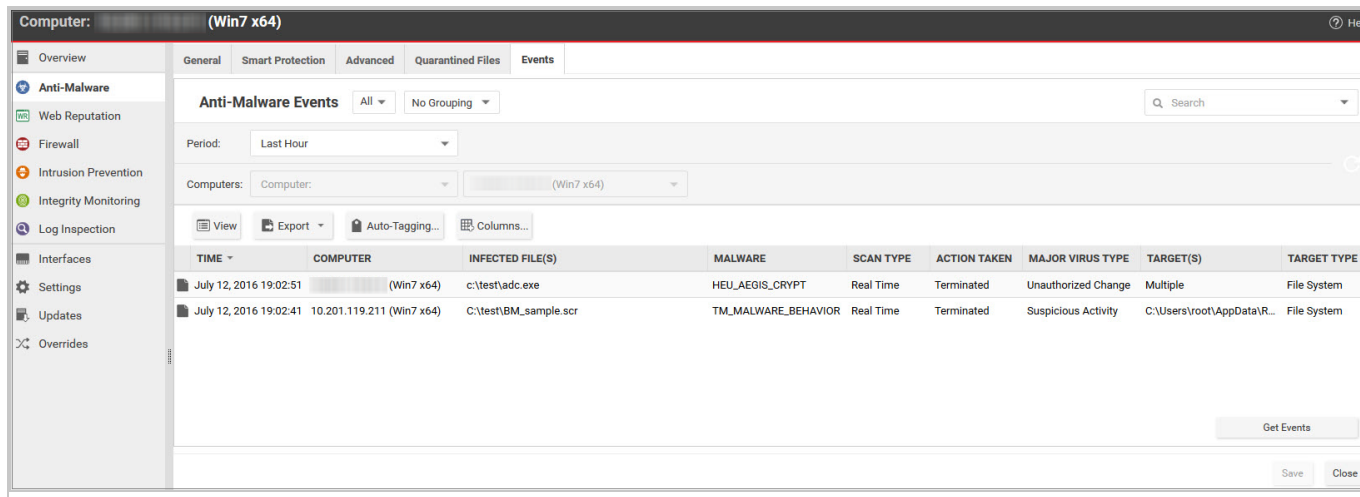 Computer: (Win7 x64) He
Overview
Anti-Malware
WR Web Reputation
Firewall
Intrusion Prevention
Integrity Monitoring
Log Inspection
Interfaces
Settings
Updates
Overrides
General Smart Protection Advanced Quarantined Files Events
Anti-Malware Events All No Grouping Search
Period: Last Hour
Computers: Computer: (Win7 x64)
View Export Auto-Tagging... Columns...
TIME COMPUTER INFECTED FILE(S) MALWARE SCAN TYPE ACTION TAKEN MAJOR VIRUS TYPE TARGET(S) TARGET TYPE
July 12, 2016 19:02:51 (Win7 x64) c:\test\adc.exe HEU_AEGIS_CRYPT Real Time Terminated Unauthorized Change Multiple File System
July 12, 2016 19:02:41 10.201.119.211 (Win7 x64) C:\test\BM_sample.scr TM_MALWARE_BEHAVIOR Real Time Terminated Suspicious Activity C:\Users\root\AppData\R... File System
Get Events
Save Close